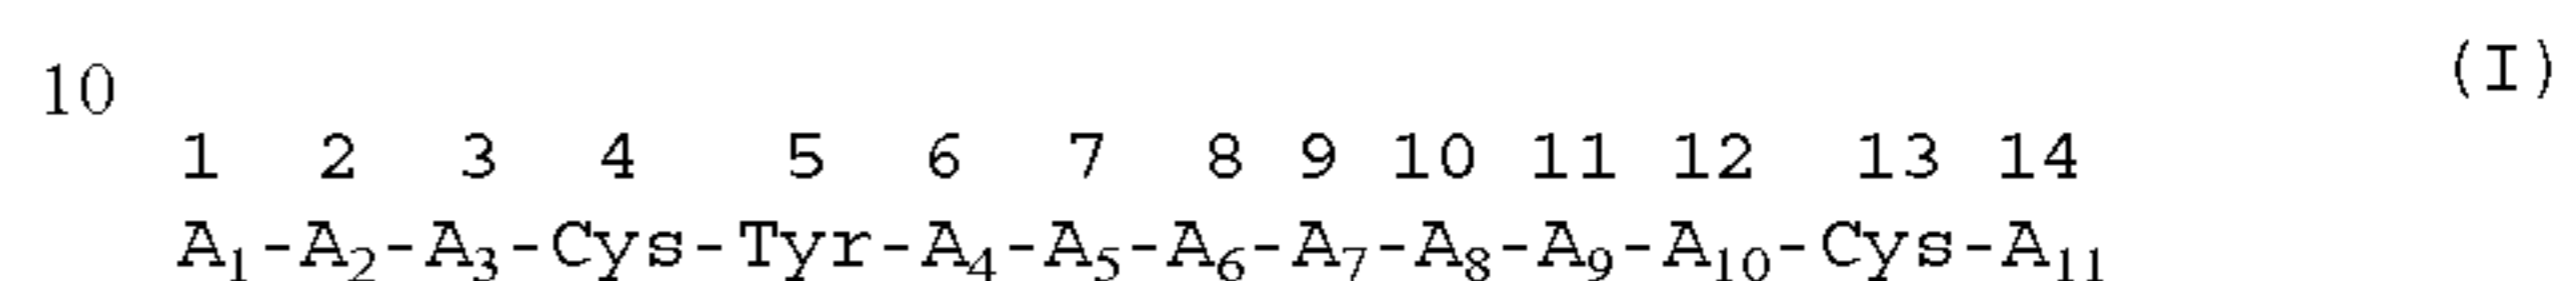 10 (I)
1 2 3 4 5 6 7 8 9 10 11 12 13 14
A₁-A₂-A₃-Cys-Tyr-A₄-A₅-A₆-A₇-A₈-A₉-A₁₀-Cys-A₁₁